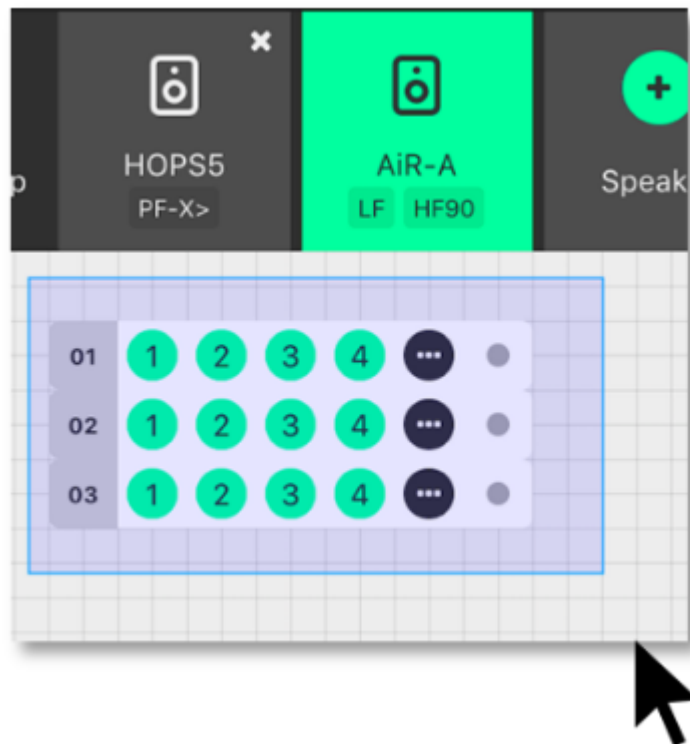 HOPS5
PF-X>
AiR-A
LF HF90
p
Speak
01 1 2 3 4 •••
02 1 2 3 4 •••
03 1 2 3 4 •••